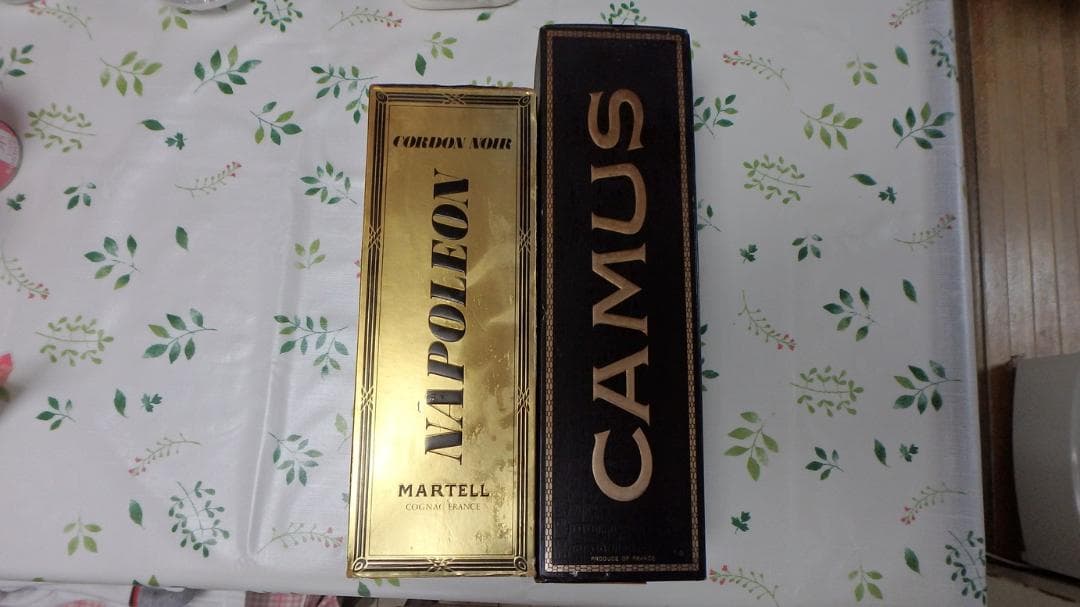 CORDON NOIR
NAPOLEON
MARTELL
COGNAC FRANCE
CAMUS
PRODUCE OF FRANCE